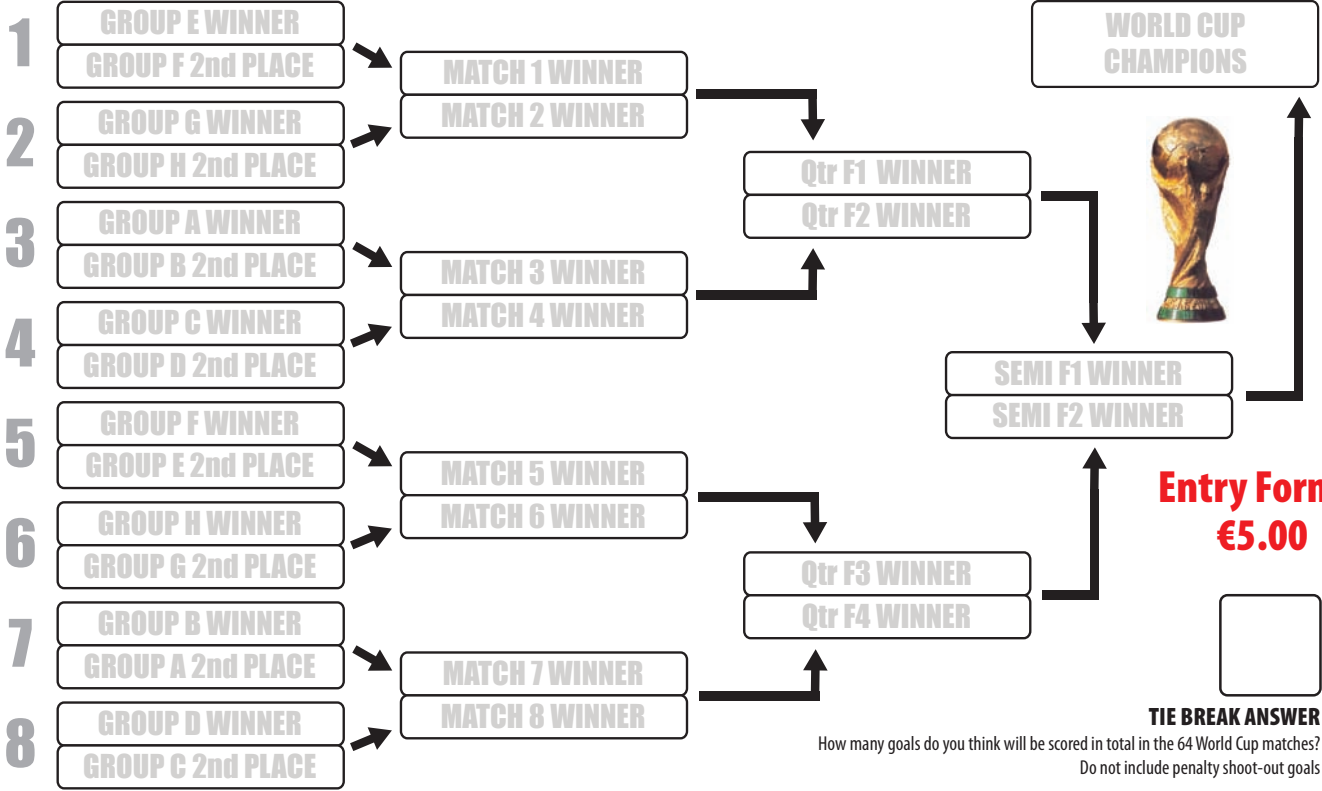 1
GROUP E WINNER
GROUP F 2nd PLACE
2
GROUP G WINNER
GROUP H 2nd PLACE
3
GROUP A WINNER
GROUP B 2nd PLACE
4
GROUP C WINNER
GROUP D 2nd PLACE
5
GROUP F WINNER
GROUP E 2nd PLACE
6
GROUP H WINNER
GROUP G 2nd PLACE
7
GROUP B WINNER
GROUP A 2nd PLACE
8
GROUP D WINNER
GROUP C 2nd PLACE
MATCH 1 WINNER
MATCH 2 WINNER
MATCH 3 WINNER
MATCH 4 WINNER
MATCH 5 WINNER
MATCH 6 WINNER
MATCH 7 WINNER
MATCH 8 WINNER
Qtr F1 WINNER
Qtr F2 WINNER
Qtr F3 WINNER
Qtr F4 WINNER
SEMI F1 WINNER
SEMI F2 WINNER
WORLD CUP
CHAMPIONS
Entry
€5.00
TIE BREAK ANSWER
How many goals do you think will be scored in total in the 64 World Cup matches?
Do not include penalty shoot-out goals